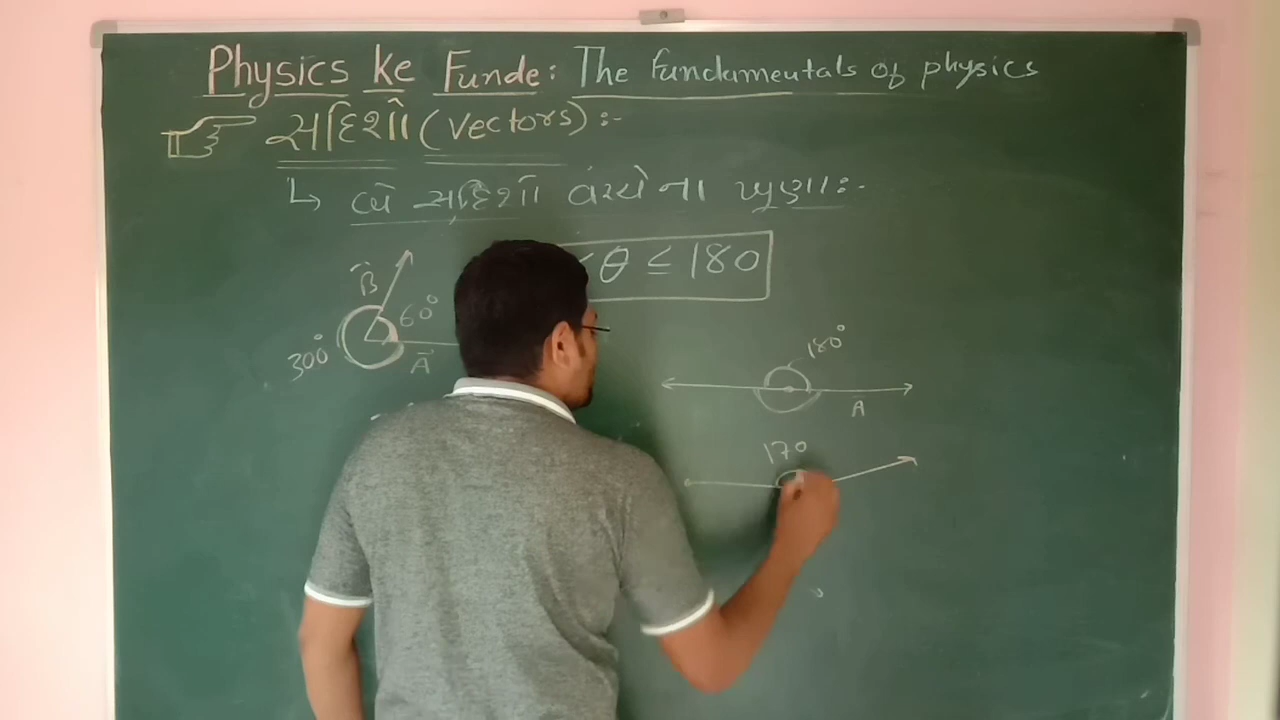 Physics ke Funde: The fundamentals of physics
સદિશો (Vectors) :-
↳ બે સદિશો વચ્ચે ના ખુણા:-
θ ≤ 180
B⃗
60°
300°
A⃗
180°
A
170